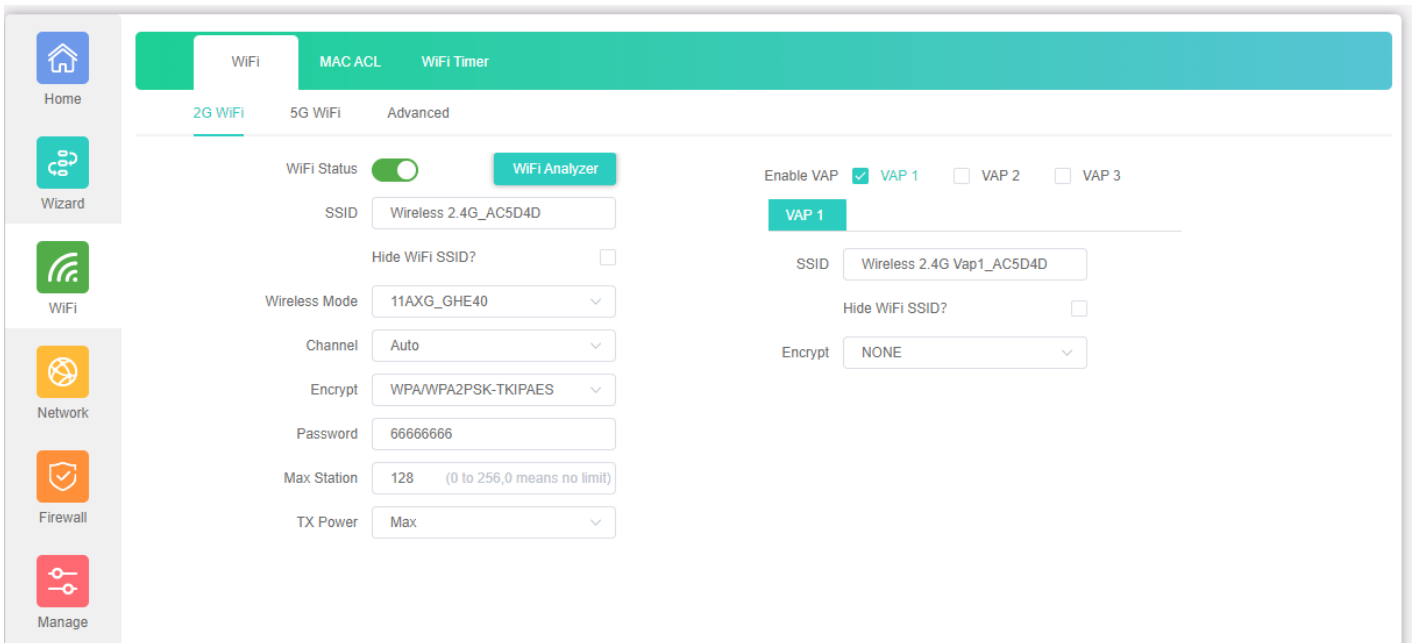 WiFi MAC ACL WiFi Timer
Home
2G WiFi 5G WiFi Advanced
WiFi Status WiFi Analyzer
Enable VAP VAP 1 VAP 2 VAP 3
Wizard
SSID Wireless 2.4G_AC5D4D
VAP 1
Hide WiFi SSID?
SSID Wireless 2.4G Vap1_AC5D4D
WiFi
Wireless Mode 11AXG_GHE40
Hide WiFi SSID?
Channel Auto
Encrypt NONE
Encrypt WPA/WPA2PSK-TKIPAES
Network
Password 66666666
Max Station 128 (0 to 256,0 means no limit)
Firewall
TX Power Max
Manage